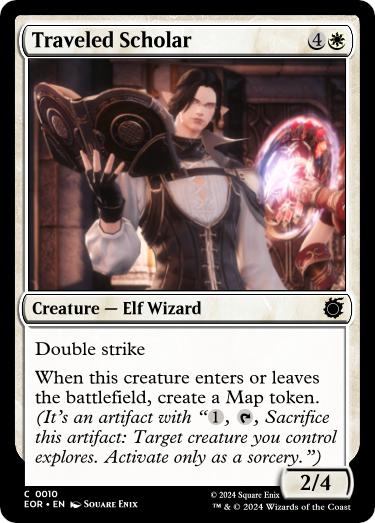 Traveled Scholar 4
Creature — Elf Wizard
Double strike
When this creature enters or leaves
the battlefield, create a Map token.
(It's an artifact with “1, , Sacrifice
this artifact: Target creature you control
explores. Activate only as a sorcery.”)
2/4
C 0010
EOR • EN SQUARE ENIX
© 2024 Square Enix
™ & © 2024 Wizards of the Coast